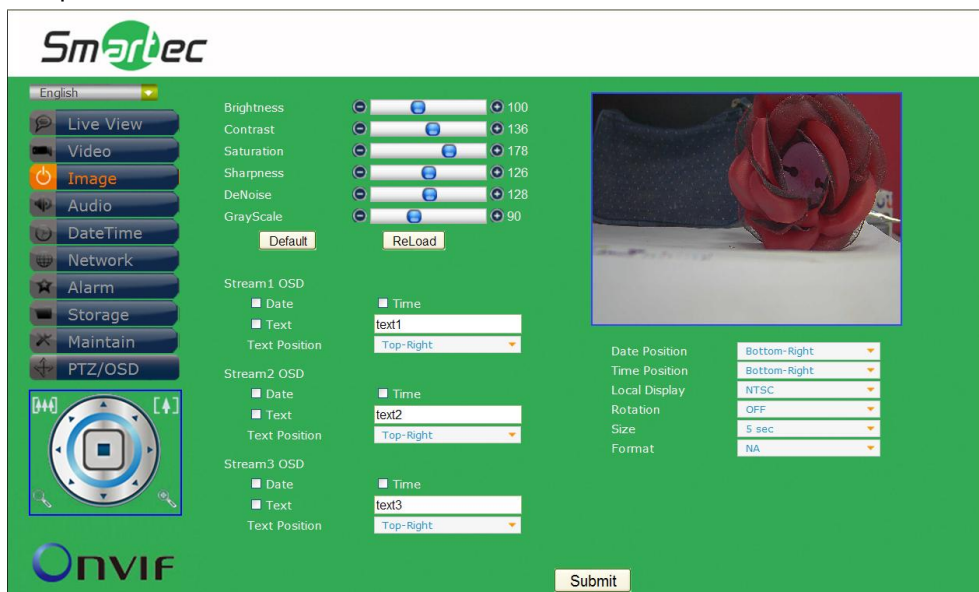 Smartec
English
Live View
Video
Image
Audio
DateTime
Network
Alarm
Storage
Maintain
PTZ/OSD
Onvif
Brightness 100
Contrast 136
Saturation 178
Sharpness 126
DeNoise 128
GrayScale 90
Default ReLoad
Stream1 OSD
Date Time
Text text1
Text Position Top-Right
Stream2 OSD
Date Time
Text text2
Text Position Top-Right
Stream3 OSD
Date Time
Text text3
Text Position Top-Right
Date Position Bottom-Right
Time Position Bottom-Right
Local Display NTSC
Rotation OFF
Size 5 sec
Format NA
Submit